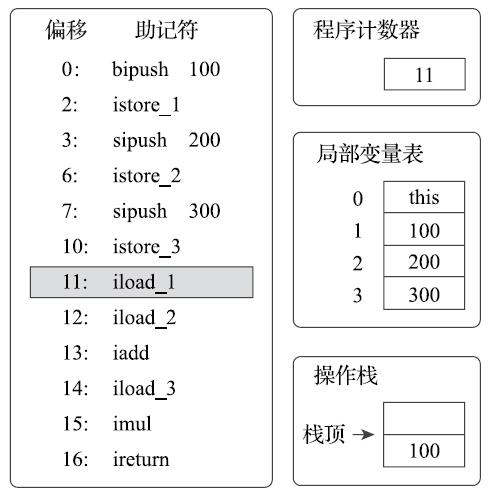 偏移 助记符
0: bipush 100
2: istore_1
3: sipush 200
6: istore_2
7: sipush 300
10: istore_3
11: iload_1
12: iload_2
13: iadd
14: iload_3
15: imul
16: ireturn
程序计数器
11
局部变量表
0 this
1 100
2 200
3 300
操作栈
栈顶
100